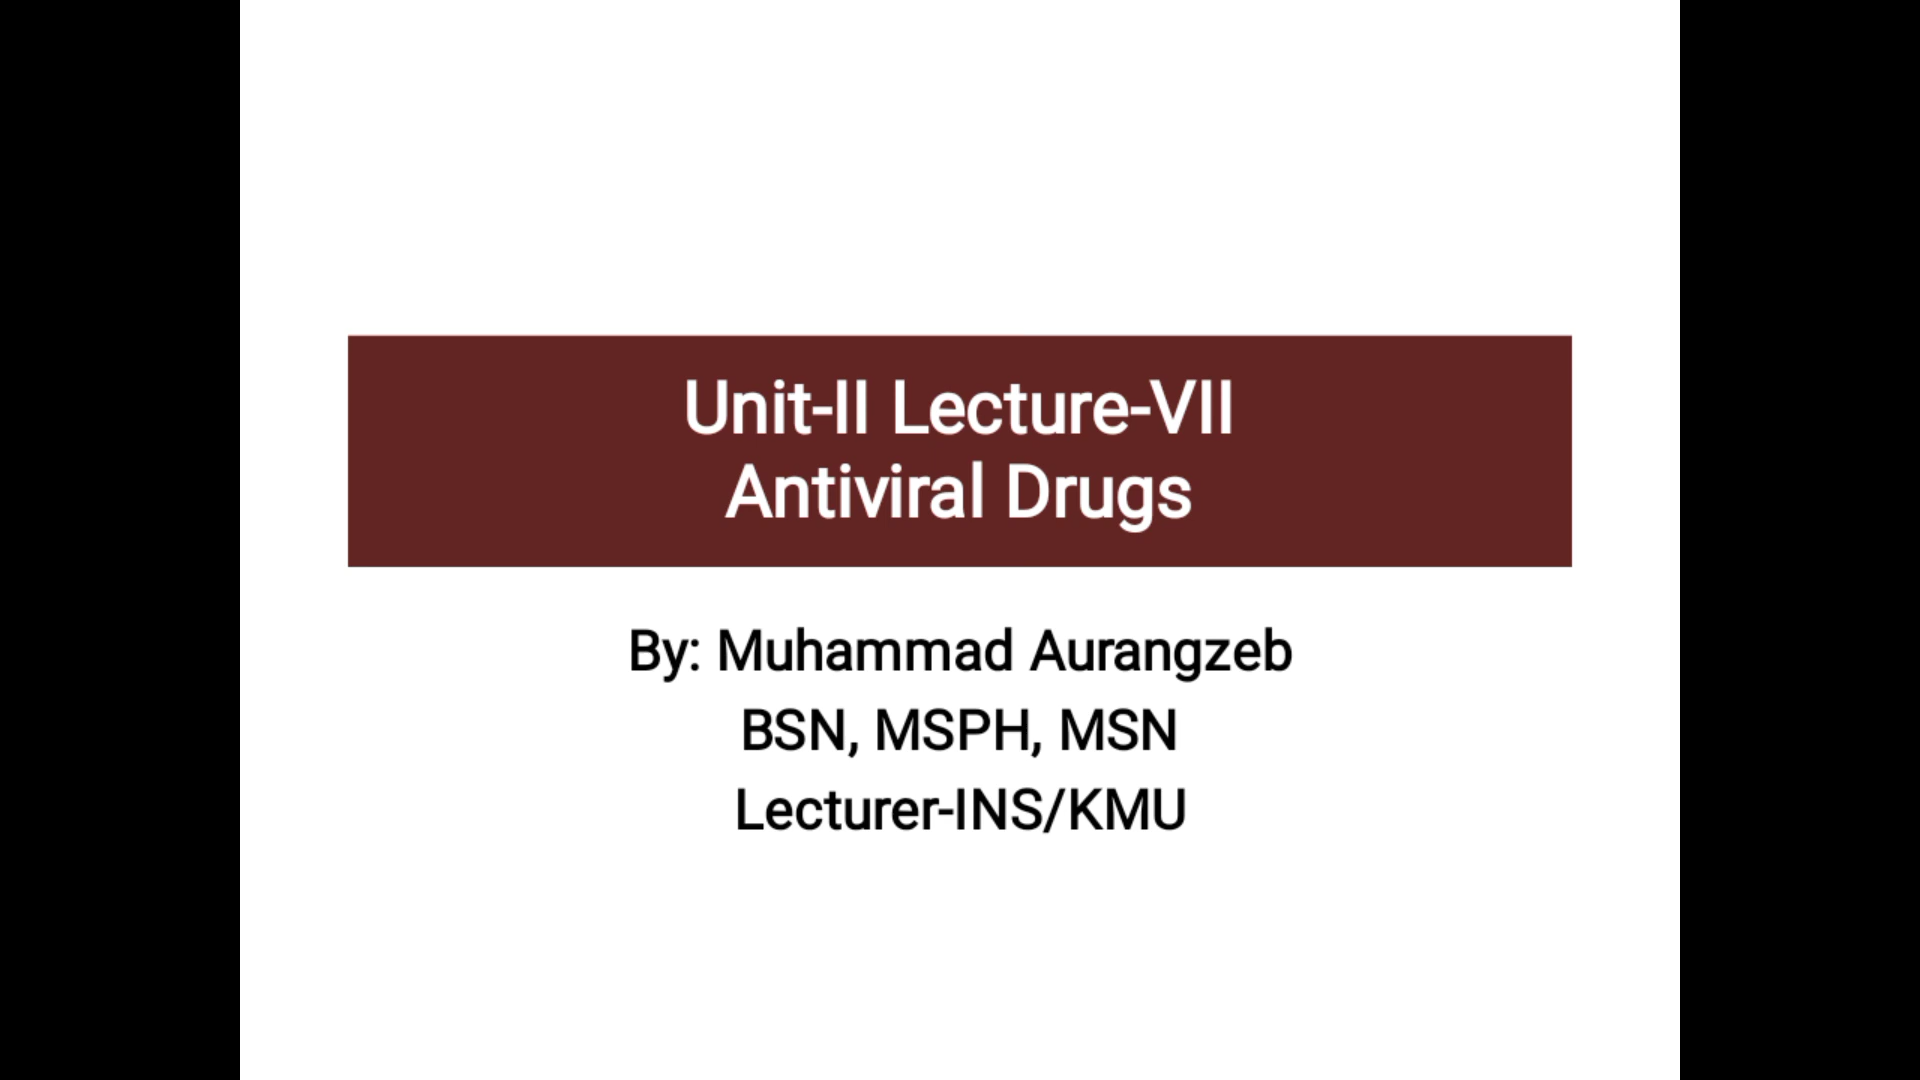 Unit-II Lecture-VII
Antiviral Drugs
By: Muhammad Aurangzeb
BSN, MSPH, MSN
Lecturer-INS/KMU